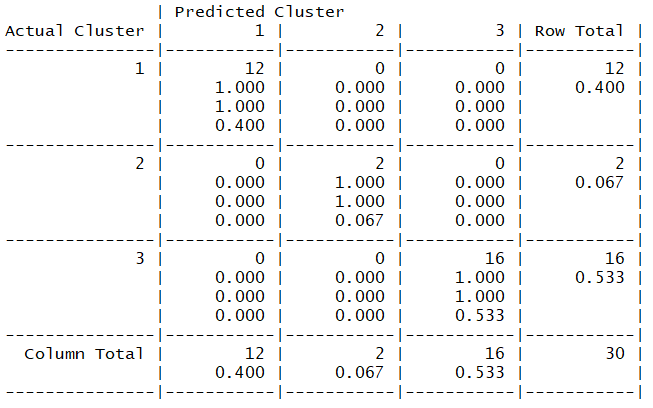 | Predicted Cluster
Actual Cluster | 1 | 2 | 3 | Row Total |
---------------|-----------|-----------|-----------|-----------|
1 | 12 | 0 | 0 | 12 |
| 1.000 | 0.000 | 0.000 | 0.400 |
| 1.000 | 0.000 | 0.000 | |
| 0.400 | 0.000 | 0.000 | |
---------------|-----------|-----------|-----------|-----------|
2 | 0 | 2 | 0 | 2 |
| 0.000 | 1.000 | 0.000 | 0.067 |
| 0.000 | 1.000 | 0.000 | |
| 0.000 | 0.067 | 0.000 | |
---------------|-----------|-----------|-----------|-----------|
3 | 0 | 0 | 16 | 16 |
| 0.000 | 0.000 | 1.000 | 0.533 |
| 0.000 | 0.000 | 1.000 | |
| 0.000 | 0.000 | 0.533 | |
---------------|-----------|-----------|-----------|-----------|
Column Total | 12 | 2 | 16 | 30 |
| 0.400 | 0.067 | 0.533 | |
---------------|-----------|-----------|-----------|-----------|